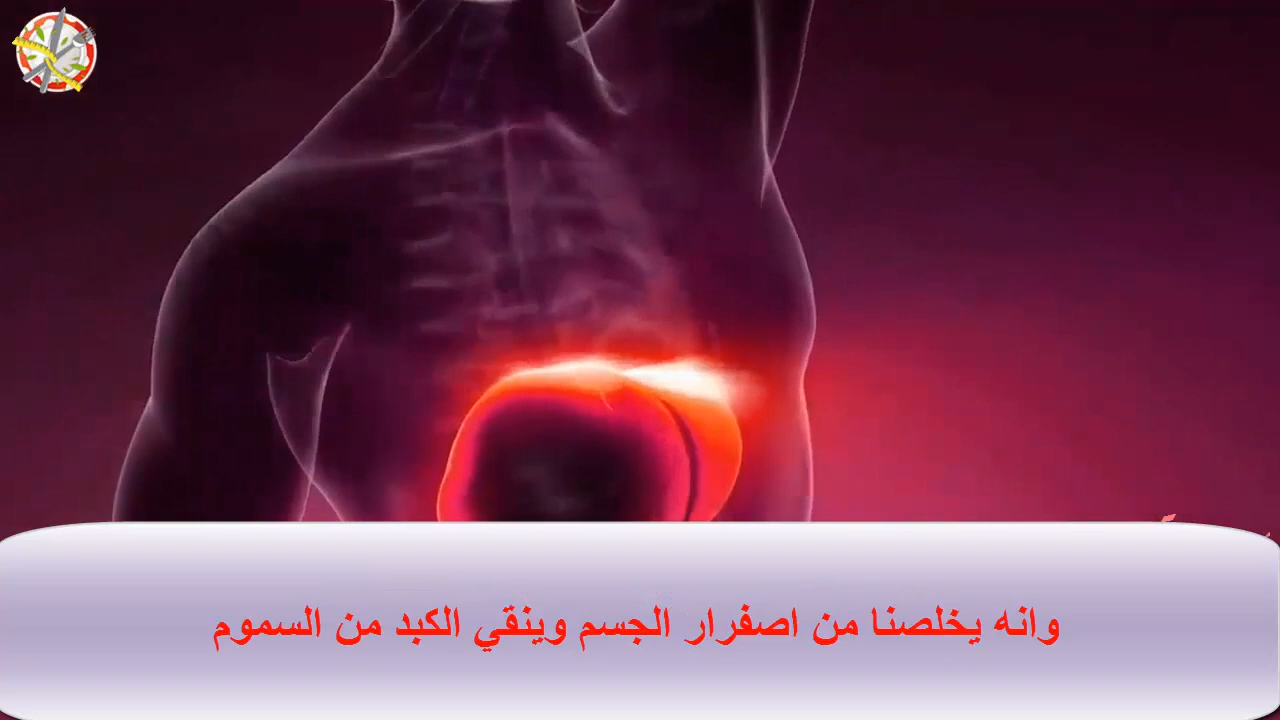 وانه يخلصنا من اصفرار الجسم وينقي الكبد من السموم